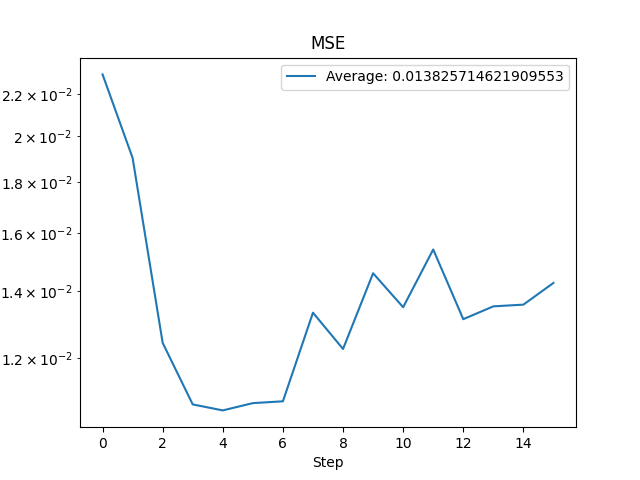 MSE
Average: 0.013825714621909553
2.2 × 10⁻²
2 × 10⁻²
1.8 × 10⁻²
1.6 × 10⁻²
1.4 × 10⁻²
1.2 × 10⁻²
0 2 4 6 8 10 12 14
Step